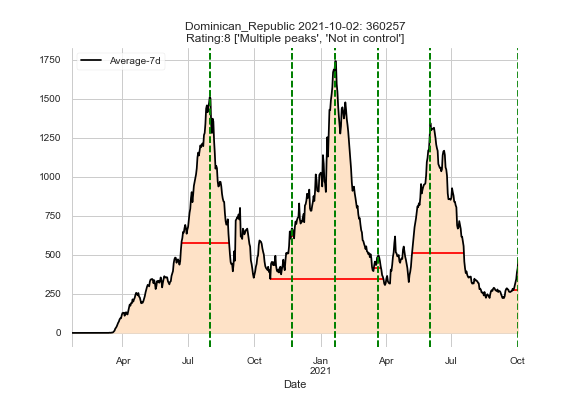 Dominican_Republic 2021-10-02: 360257
Rating:8 ['Multiple peaks', 'Not in control']
Average-7d
1750
1500
1250
1000
750
500
250
0
Apr
Jul
Oct
Jan
2021
Apr
Jul
Oct
Date